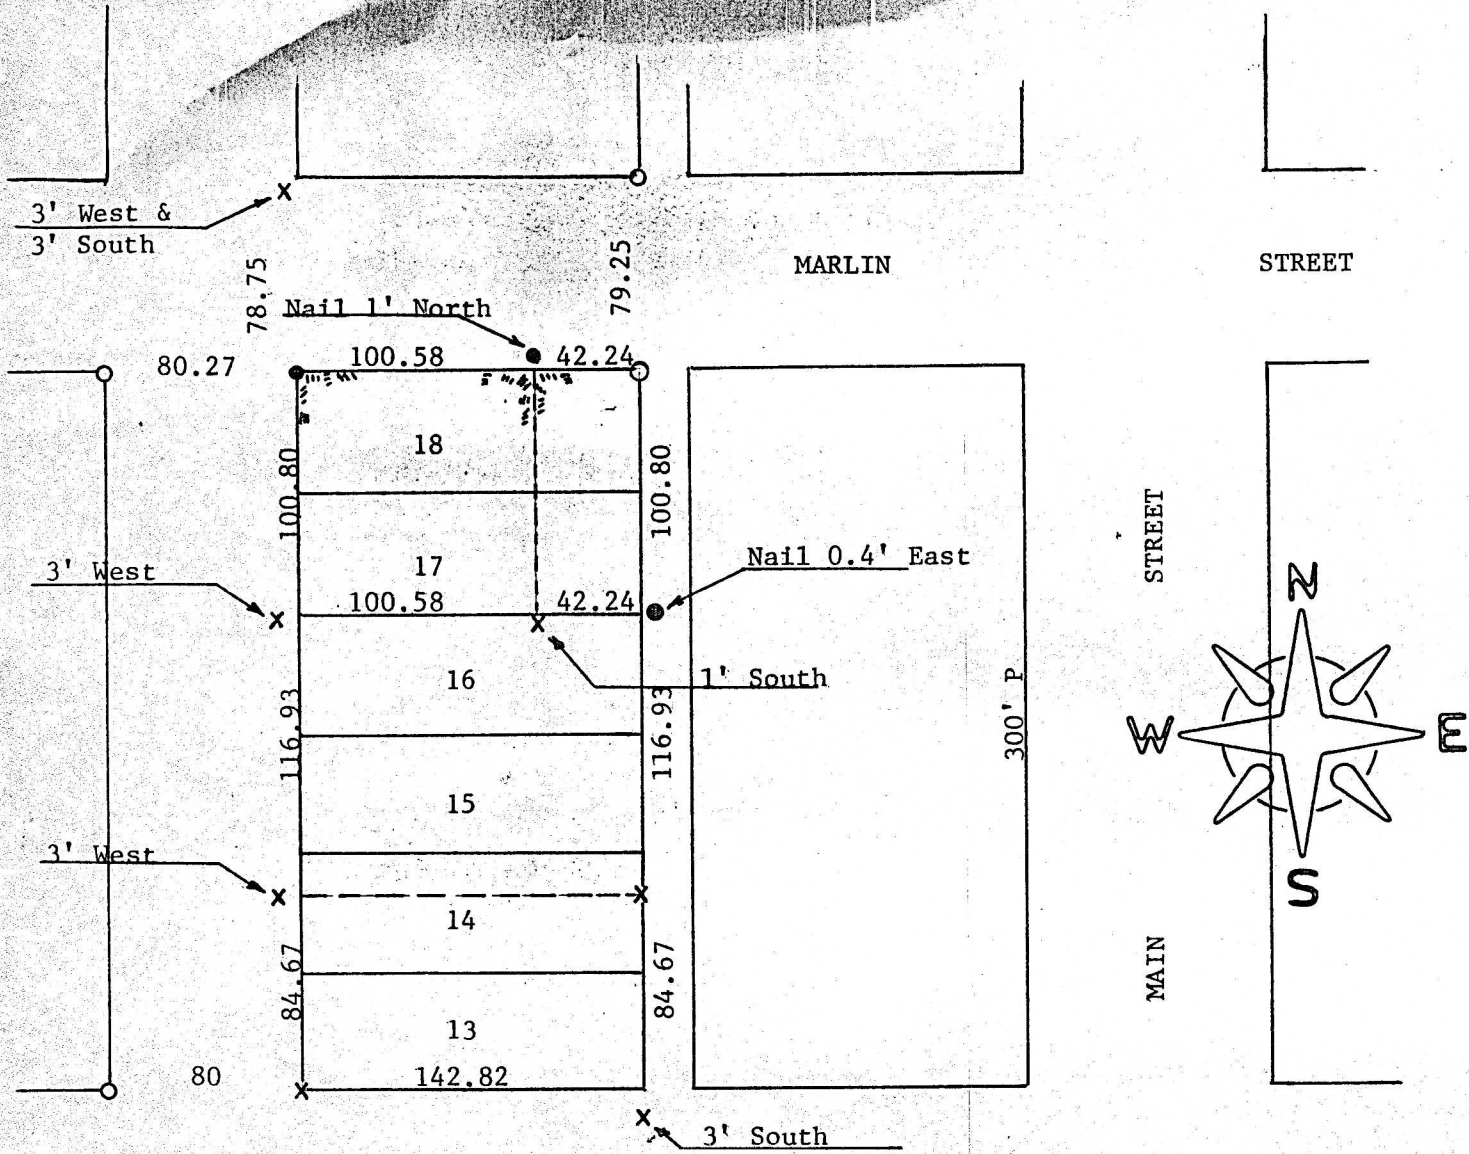 3' West &
3' South
78.75
79.25
MARLIN STREET
Nail 1' North
80.27
100.58
42.24
18
100.80
100.80
17
3' West
100.58
42.24
Nail 0.4' East
STREET
N
16
1' South
116.93
116.93
300' P
W
E
15
3' West
14
S
84.67
84.67
MAIN
13
80
142.82
3' South